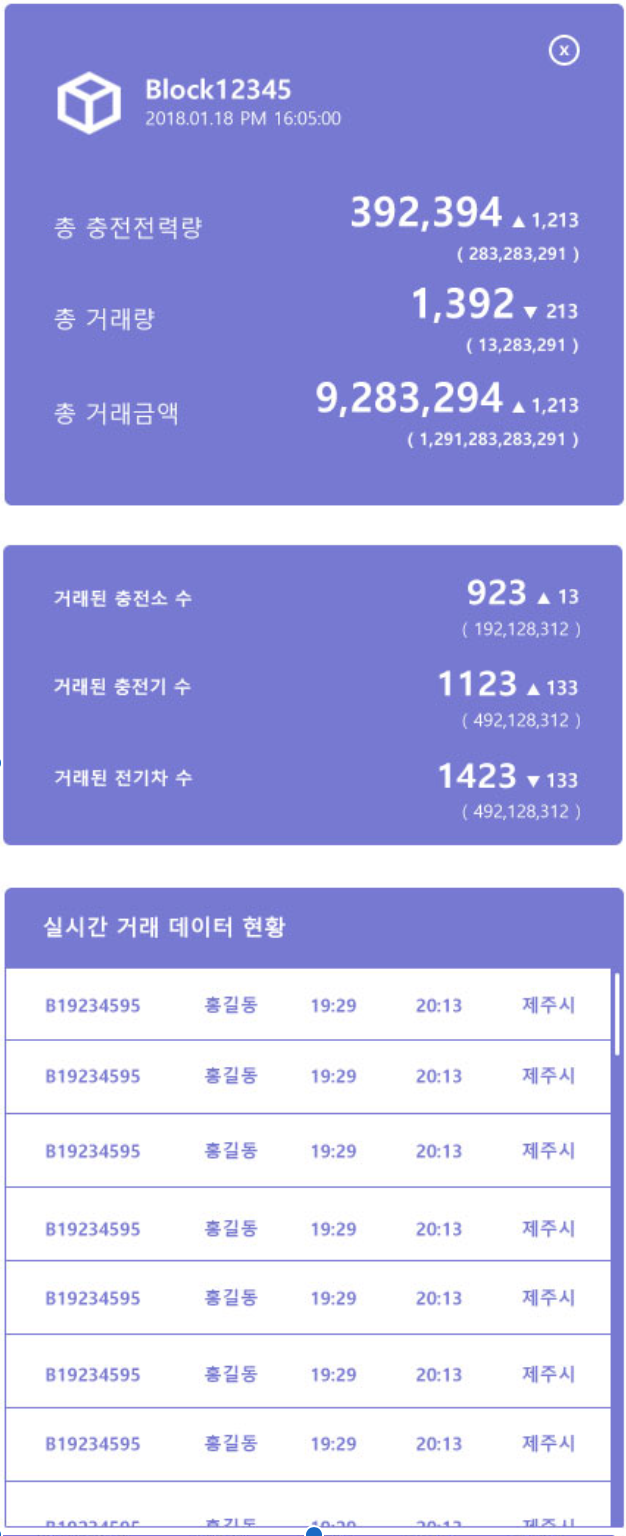 x
Block12345
2018.01.18 PM 16:05:00
총 충전전력량 392,394 ▲ 1,213
( 283,283,291 )
총 거래량 1,392 ▼ 213
( 13,283,291 )
총 거래금액 9,283,294 ▲ 1,213
( 1,291,283,283,291 )
거래된 충전소 수 923 ▲ 13
( 192,128,312 )
거래된 충전기 수 1123 ▲ 133
( 492,128,312 )
거래된 전기차 수 1423 ▼ 133
( 492,128,312 )
실시간 거래 데이터 현황
B19234595 홍길동 19:29 20:13 제주시
B19234595 홍길동 19:29 20:13 제주시
B19234595 홍길동 19:29 20:13 제주시
B19234595 홍길동 19:29 20:13 제주시
B19234595 홍길동 19:29 20:13 제주시
B19234595 홍길동 19:29 20:13 제주시
B19234595 홍길동 19:29 20:13 제주시